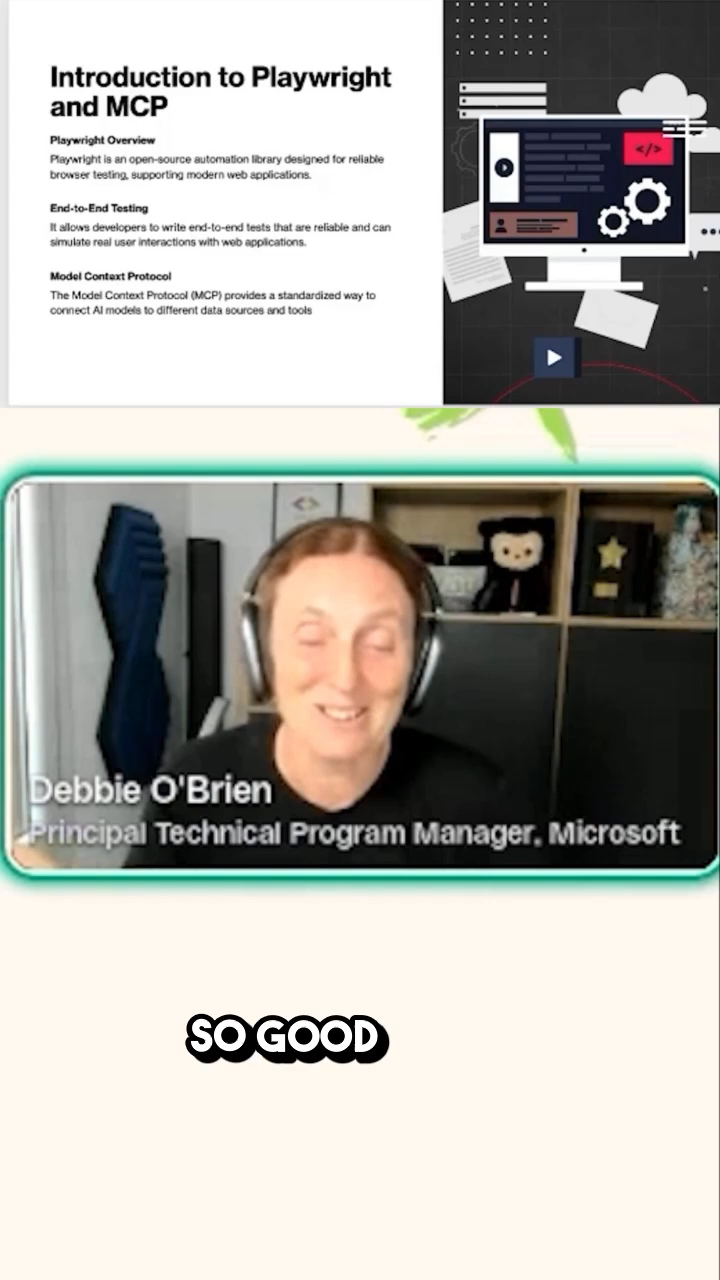 Introduction to Playwright
and MCP
Playwright Overview
Playwright is an open-source automation library designed for reliable
browser testing, supporting modern web applications.
End-to-End Testing
It allows developers to write end-to-end tests that are reliable and can
simulate real user interactions with web applications.
Model Context Protocol
The Model Context Protocol (MCP) provides a standardized way to
connect AI models to different data sources and tools
</>
Debbie O'Brien
Principal Technical Program Manager, Microsoft
SO GOOD